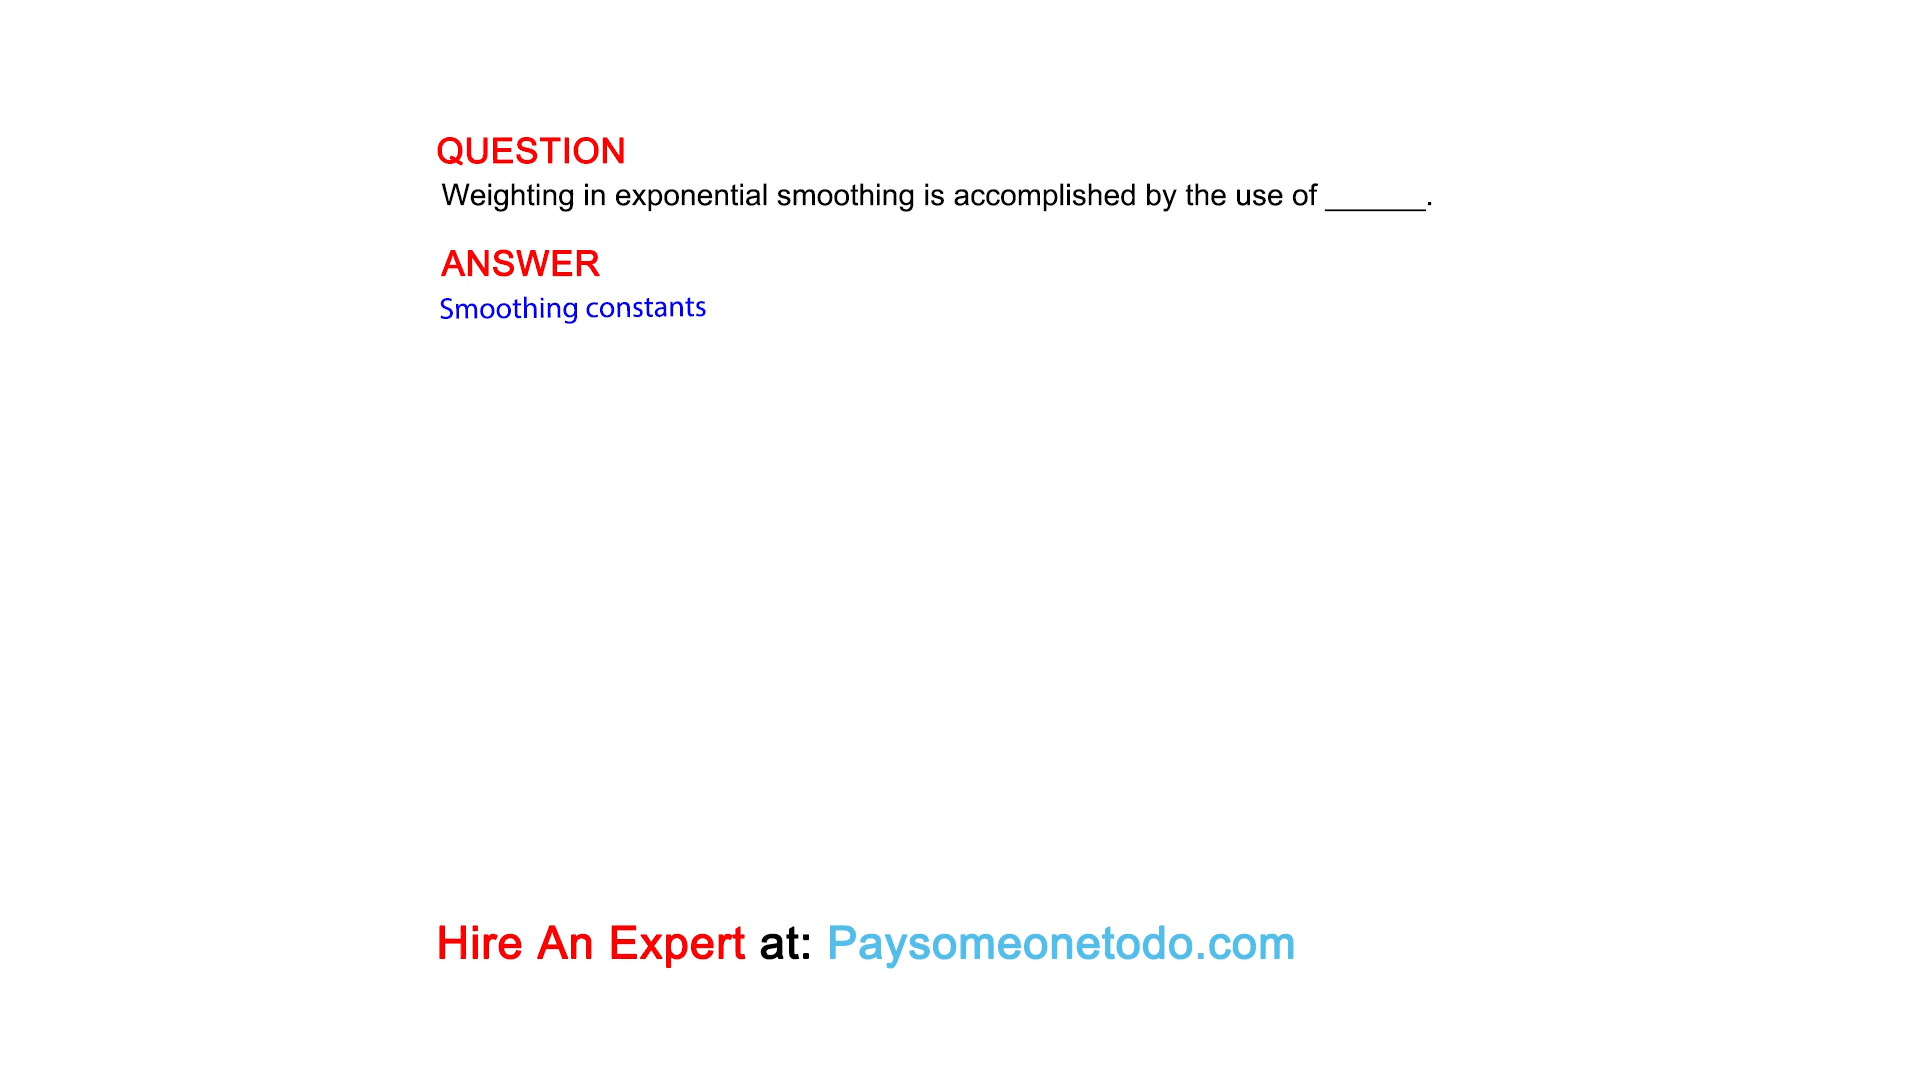 QUESTION
Weighting in exponential smoothing is accomplished by the use of ______.
ANSWER
Smoothing constants
Hire An Expert at: Paysomeonetodo.com